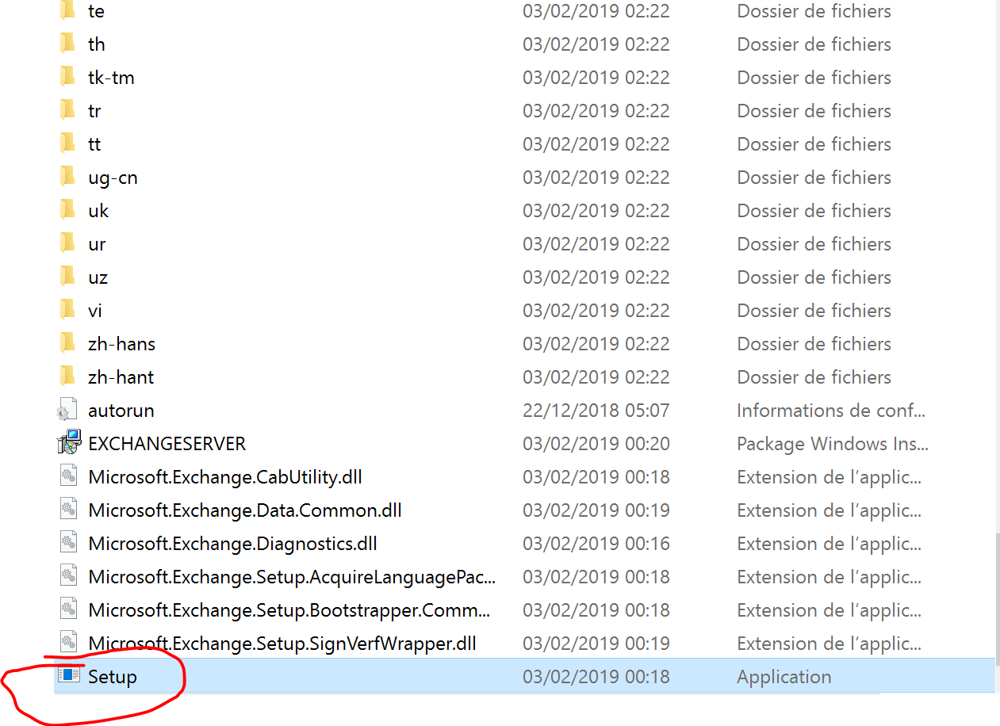 te 03/02/2019 02:22 Dossier de fichiers
th 03/02/2019 02:22 Dossier de fichiers
tk-tm 03/02/2019 02:22 Dossier de fichiers
tr 03/02/2019 02:22 Dossier de fichiers
tt 03/02/2019 02:22 Dossier de fichiers
ug-cn 03/02/2019 02:22 Dossier de fichiers
uk 03/02/2019 02:22 Dossier de fichiers
ur 03/02/2019 02:22 Dossier de fichiers
uz 03/02/2019 02:22 Dossier de fichiers
vi 03/02/2019 02:22 Dossier de fichiers
zh-hans 03/02/2019 02:22 Dossier de fichiers
zh-hant 03/02/2019 02:22 Dossier de fichiers
autorun 22/12/2018 05:07 Informations de conf...
EXCHANGESERVER 03/02/2019 00:20 Package Windows Ins...
Microsoft.Exchange.CabUtility.dll 03/02/2019 00:18 Extension de l’applic...
Microsoft.Exchange.Data.Common.dll 03/02/2019 00:19 Extension de l’applic...
Microsoft.Exchange.Diagnostics.dll 03/02/2019 00:16 Extension de l’applic...
Microsoft.Exchange.Setup.AcquireLanguagePac... 03/02/2019 00:18 Extension de l’applic...
Microsoft.Exchange.Setup.Bootstrapper.Comm... 03/02/2019 00:18 Extension de l’applic...
Microsoft.Exchange.Setup.SignVerfWrapper.dll 03/02/2019 00:19 Extension de l’applic...
Setup 03/02/2019 00:18 Application